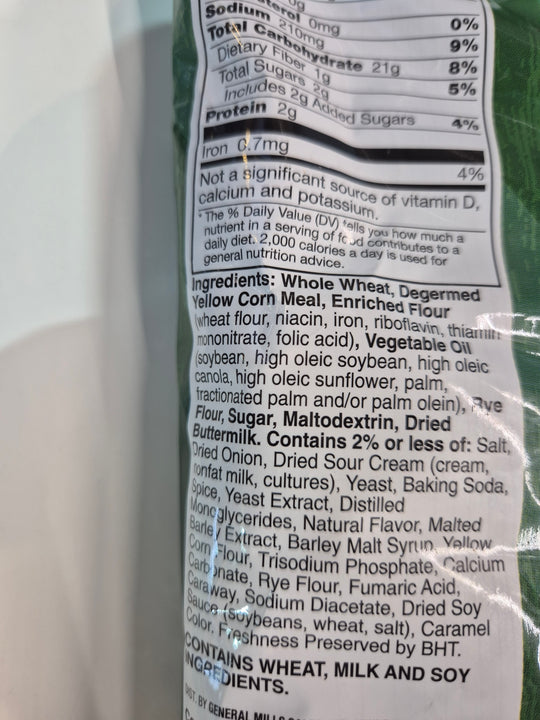 0g
sterol 0mg 0%
Sodium 210mg 9%
Total Carbohydrate 21g 8%
Dietary Fiber 1g 5%
Total Sugars 2g
Includes 2g Added Sugars 4%
Protein 2g
Iron 0.7mg 4%
Not a significant source of vitamin D,
calcium and potassium.
* The % Daily Value (DV) tells you how much a
nutrient in a serving of food contributes to a
daily diet. 2,000 calories a day is used for
general nutrition advice.
Ingredients: Whole Wheat, Degermed
Yellow Corn Meal, Enriched Flour
(wheat flour, niacin, iron, riboflavin, thiamin
mononitrate, folic acid), Vegetable Oil
(soybean, high oleic soybean, high oleic
canola, high oleic sunflower, palm,
fractionated palm and/or palm olein), Rye
Flour, Sugar, Maltodextrin, Dried
Buttermilk. Contains 2% or less of: Salt,
Dried Onion, Dried Sour Cream (cream,
nonfat milk, cultures), Yeast, Baking Soda,
Spice, Yeast Extract, Distilled
Monoglycerides, Natural Flavor, Malted
Barley Extract, Barley Malt Syrup, Yellow
Corn Flour, Trisodium Phosphate, Calcium
Carbonate, Rye Flour, Fumaric Acid,
Caraway, Sodium Diacetate, Dried Soy
Sauce (soybeans, wheat, salt), Caramel
Color. Freshness Preserved by BHT.
CONTAINS WHEAT, MILK AND SOY
INGREDIENTS.
DIST. BY GENERAL MILLS